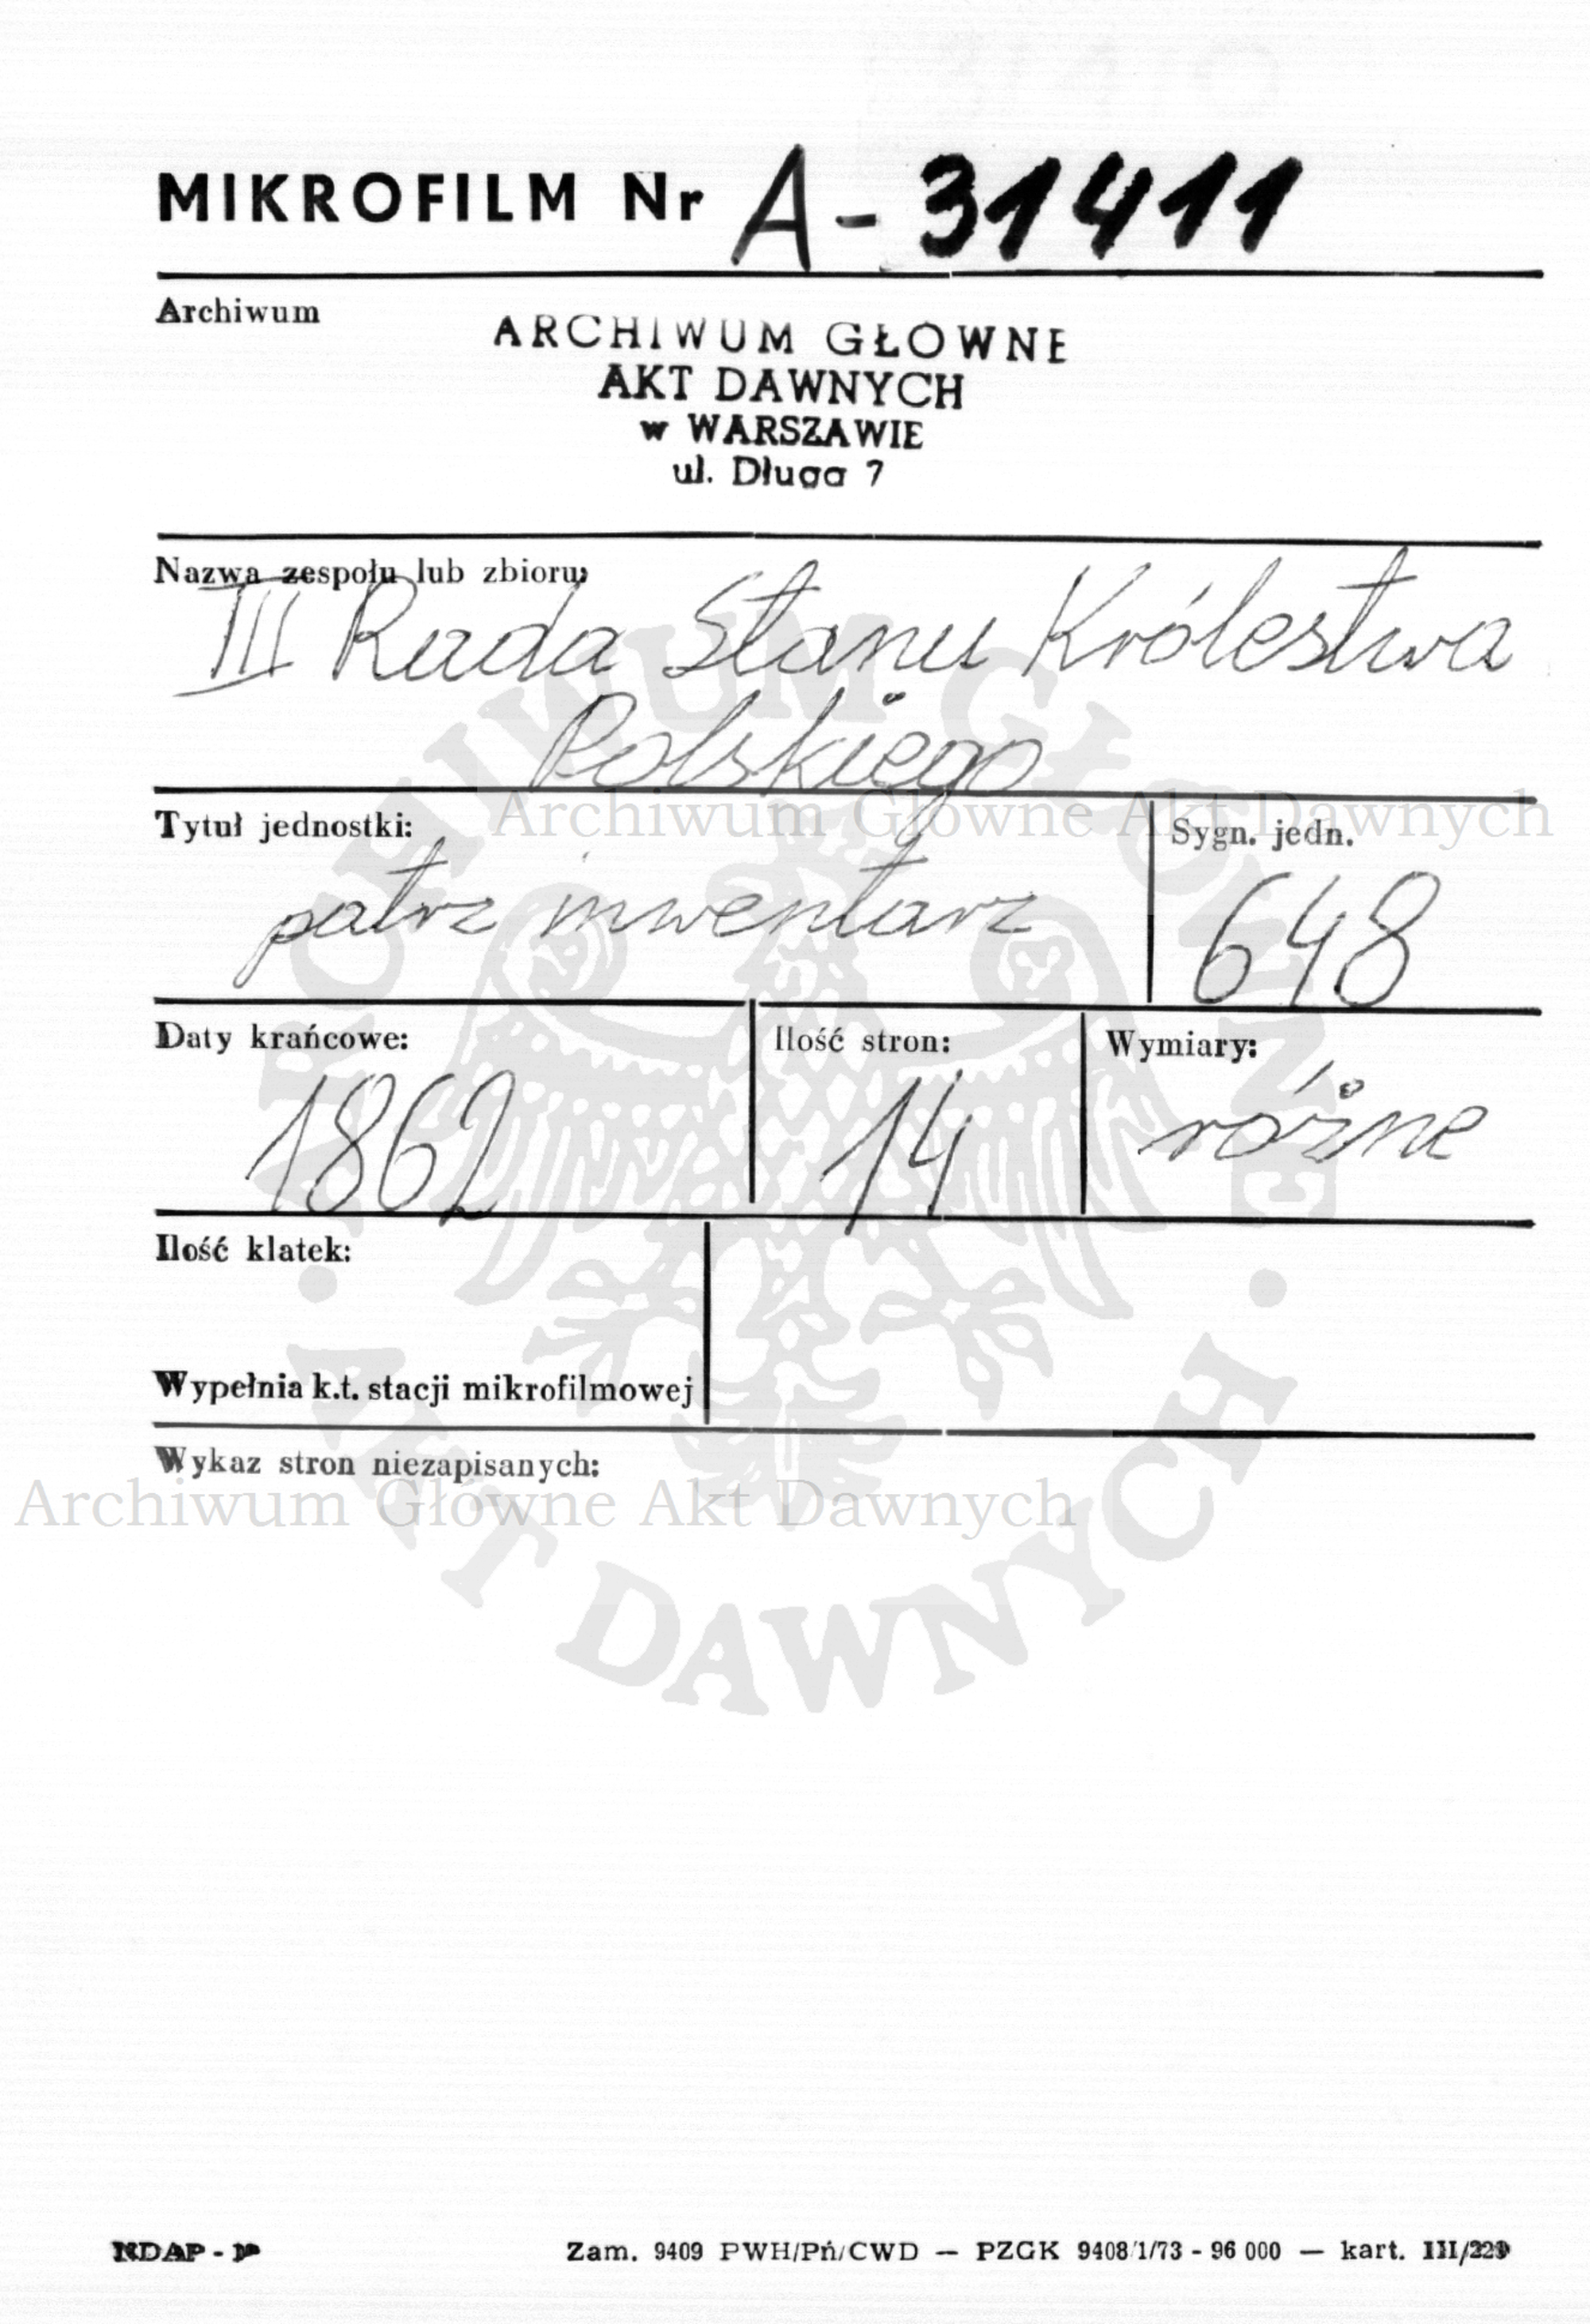 MIKROFILM Nr A-31411
Archiwum
ARCHIWUM GŁOWNE
AKT DAWNYCH
w WARSZAWIE
ul. Długa 7
Nazwa zespołu lub zbioru:
III Rada Stanu Królestwa
Polskiego
Archiwum Główne Akt Dawnych
Tytuł jednostki:
Sygn. jedn.
patrz inwentarz
648
Daty krańcowe:
Ilość stron:
Wymiary:
1862
14
różne
Ilość klatek:
Wypełnia k.t. stacji mikrofilmowej
Wykaz stron niezapisanych:
Archiwum Główne Akt Dawnych
ARCHIWUM GŁÓWNE
· AKT DAWNYCH ·
NDAP -
Zam. 9409 PWH/Pń/CWD — PZGK 9408/1/73 - 96 000 — kart. III/229